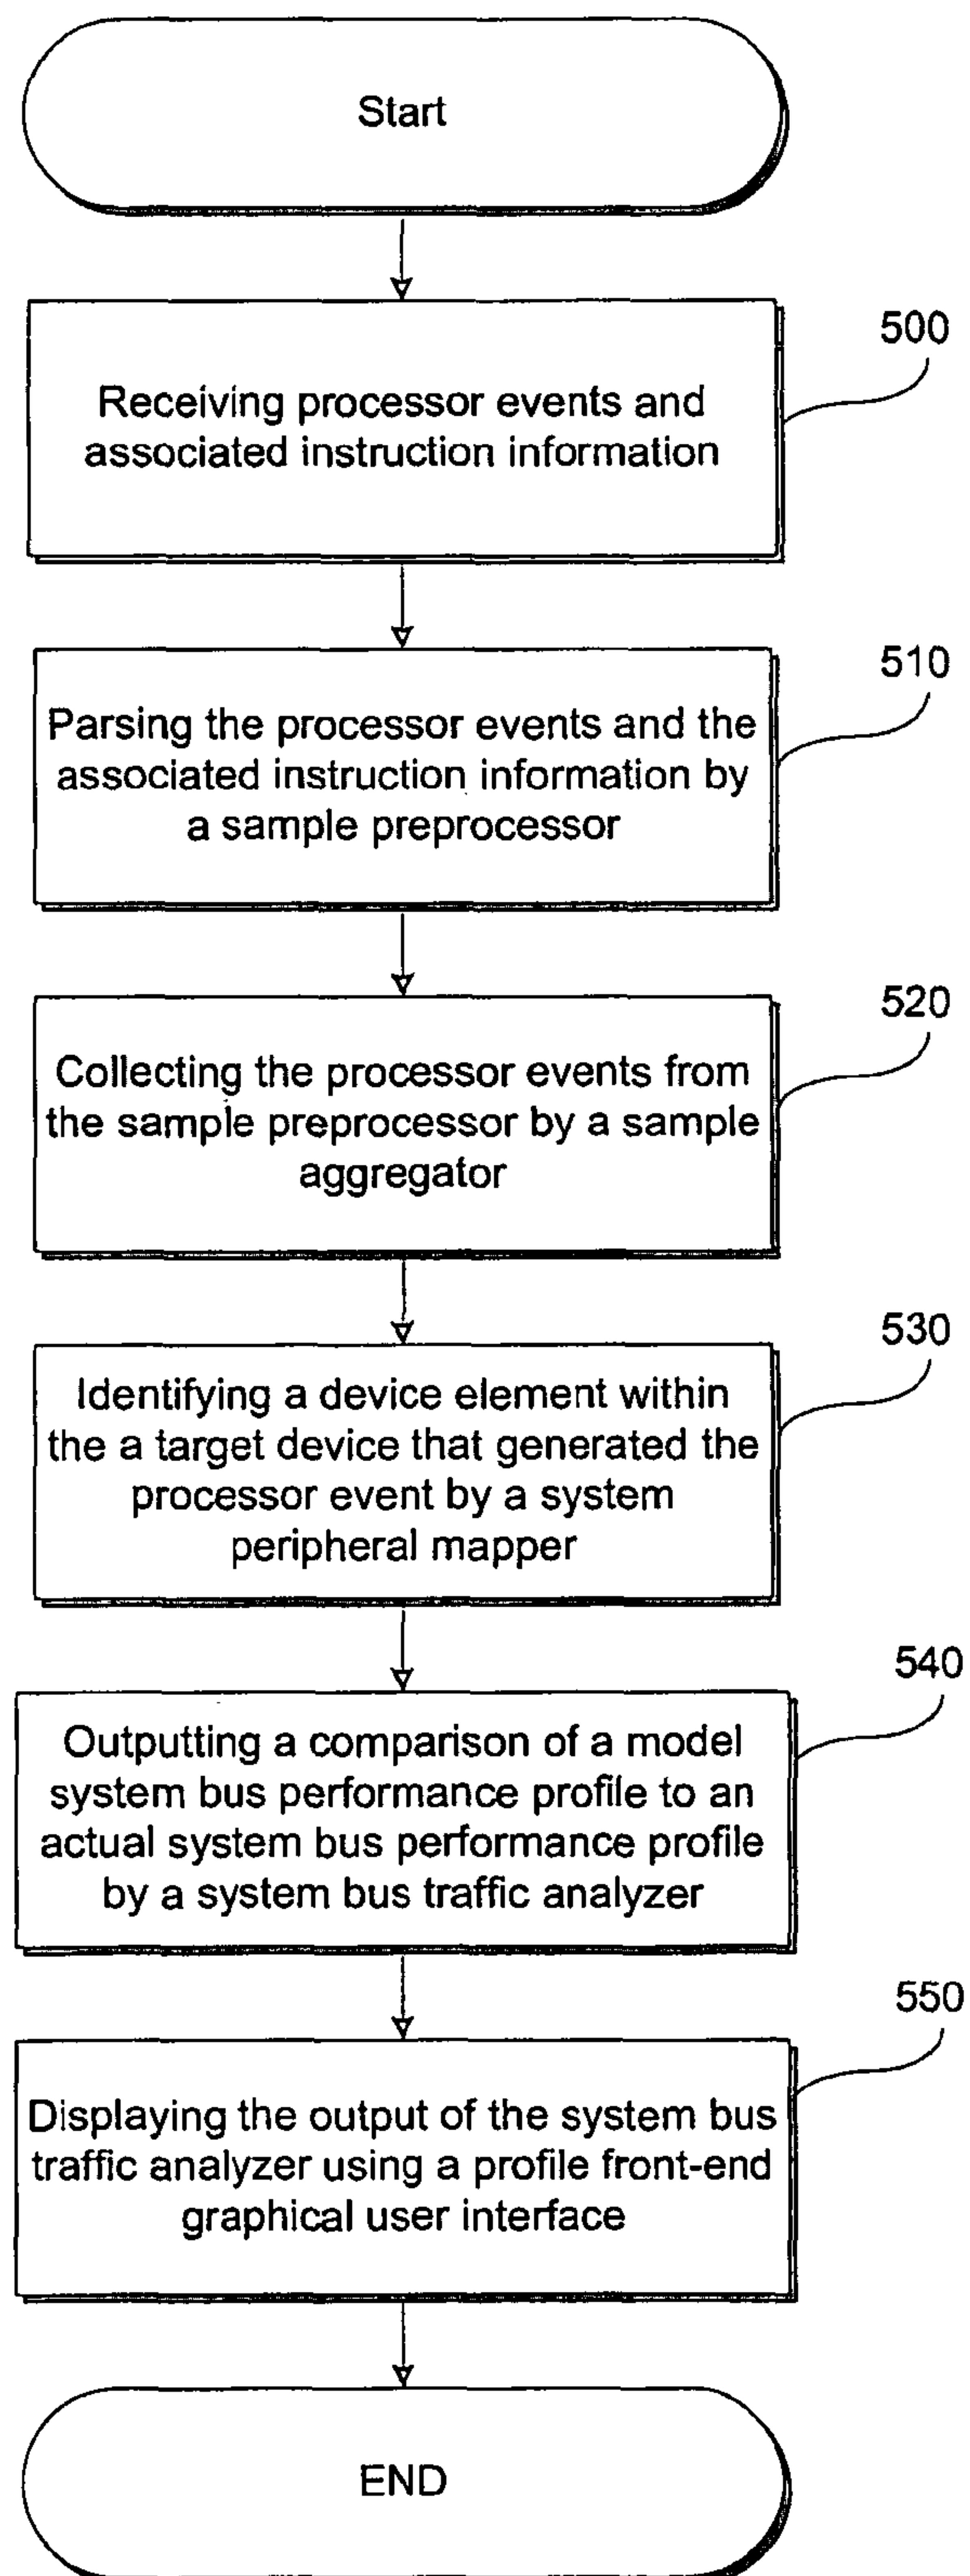 Start
500
Receiving processor events and
associated instruction information
510
Parsing the processor events and the
associated instruction information by
a sample preprocessor
520
Collecting the processor events from
the sample preprocessor by a sample
aggregator
530
Identifying a device element within
the a target device that generated the
processor event by a system
peripheral mapper
540
Outputting a comparison of a model
system bus performance profile to an
actual system bus performance profile
by a system bus traffic analyzer
550
Displaying the output of the system bus
traffic analyzer using a profile front-end
graphical user interface
END